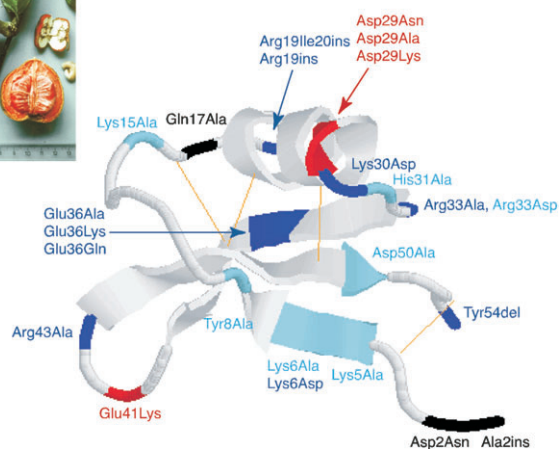 Asp29Asn
Asp29Ala
Asp29Lys
Arg19Ile20ins
Arg19ins
Lys15Ala
Gln17Ala
Lys30Asp
His31Ala
Arg33Ala, Arg33Asp
Glu36Ala
Glu36Lys
Glu36Gln
Asp50Ala
Arg43Ala
Tyr8Ala
Tyr54del
Lys6Ala
Lys6Asp
Lys5Ala
Glu41Lys
Asp2Asn Ala2ins